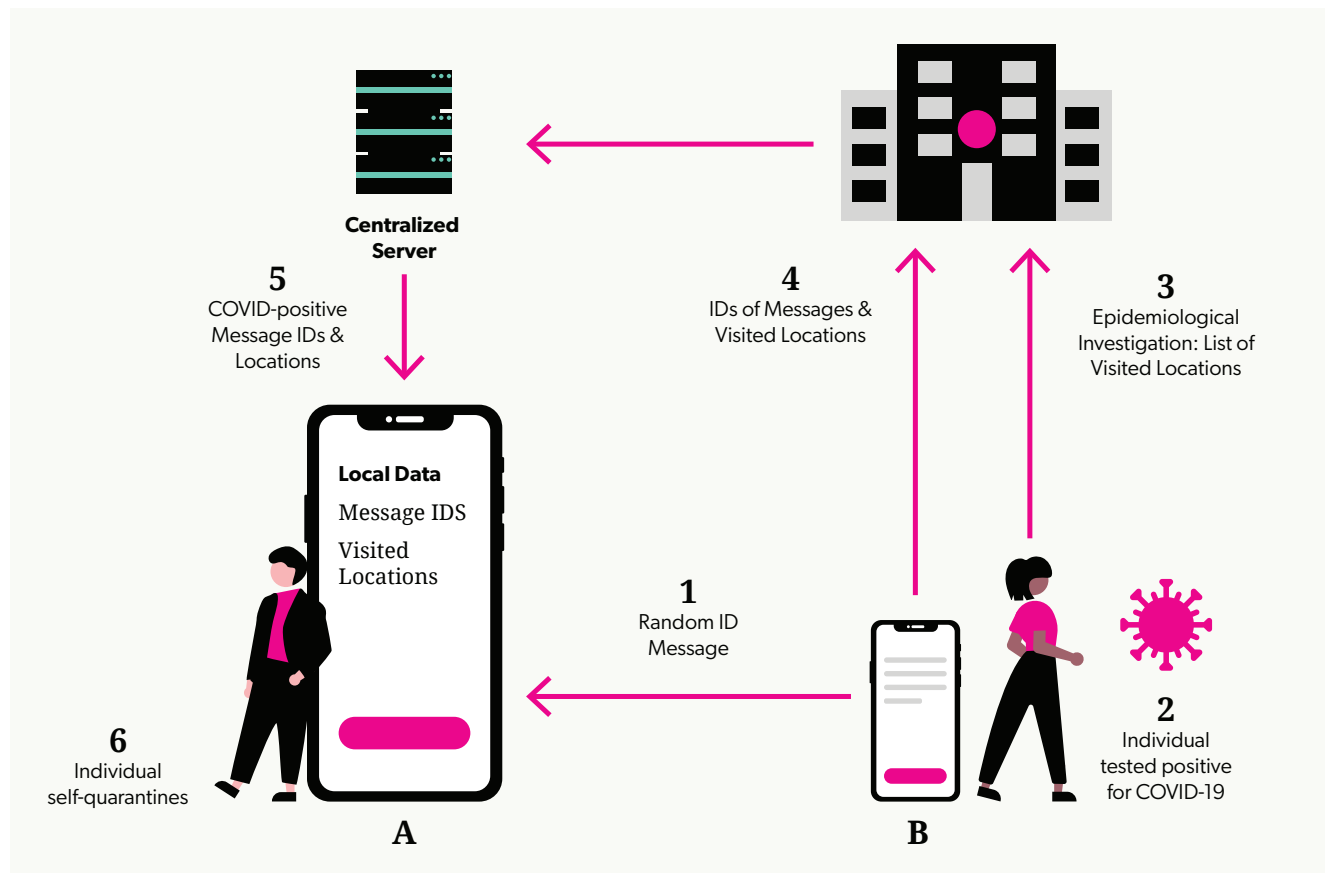 Centralized
Server
5
COVID-positive
Message IDs &
Locations
4
IDs of Messages &
Visited Locations
3
Epidemiological
Investigation: List of
Visited Locations
Local Data
Message IDS
Visited
Locations
1
Random ID
Message
2
Individual
tested positive
for COVID-19
6
Individual
self-quarantines
A
B